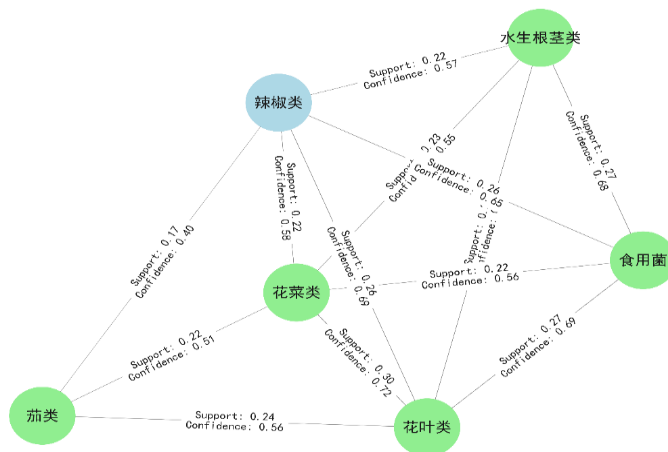 水生根茎类
Support: 0.22
Confidence: 0.57
辣椒类
0.23
0.55
Support: 0.27
Confidence: 0.68
Support: 0.22
Confidence: 0.58
0.26
Confidence: 0.65
Support: 0.17
Confidence: 0.40
Support: 0.26
Confidence: 0.69
食用菌
Support: 0.22
Confidence: 0.56
花菜类
Support: 0.27
Confidence: 0.69
Support: 0.22
Confidence: 0.51
Support: 0.30
Confidence: 0.72
茄类
Support: 0.24
Confidence: 0.56
花叶类